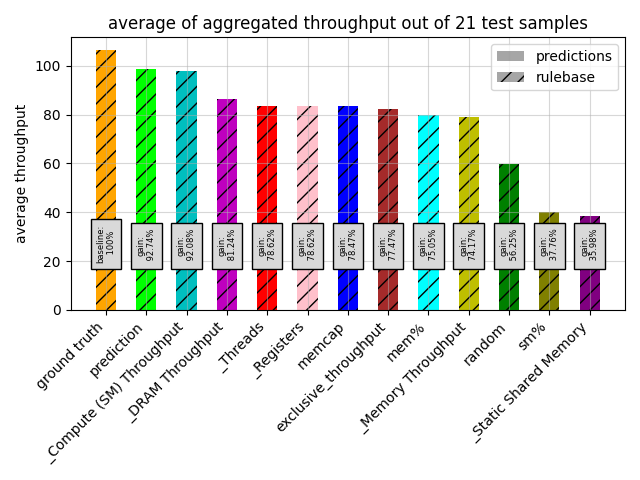 average of aggregated throughput out of 21 test samples
average throughput
100
80
60
40
20
0
predictions
rulebase
baseline:
100%
gain:
92.74%
gain:
92.08%
gain:
81.24%
gain:
78.62%
gain:
78.62%
gain:
78.47%
gain:
77.47%
gain:
75.05%
gain:
74.17%
gain:
56.25%
gain:
37.76%
gain:
35.98%
ground truth
prediction
_Compute (SM) Throughput
_DRAM Throughput
_Threads
_Registers
memcap
exclusive_throughput
mem%
_Memory Throughput
random
sm%
_Static Shared Memory